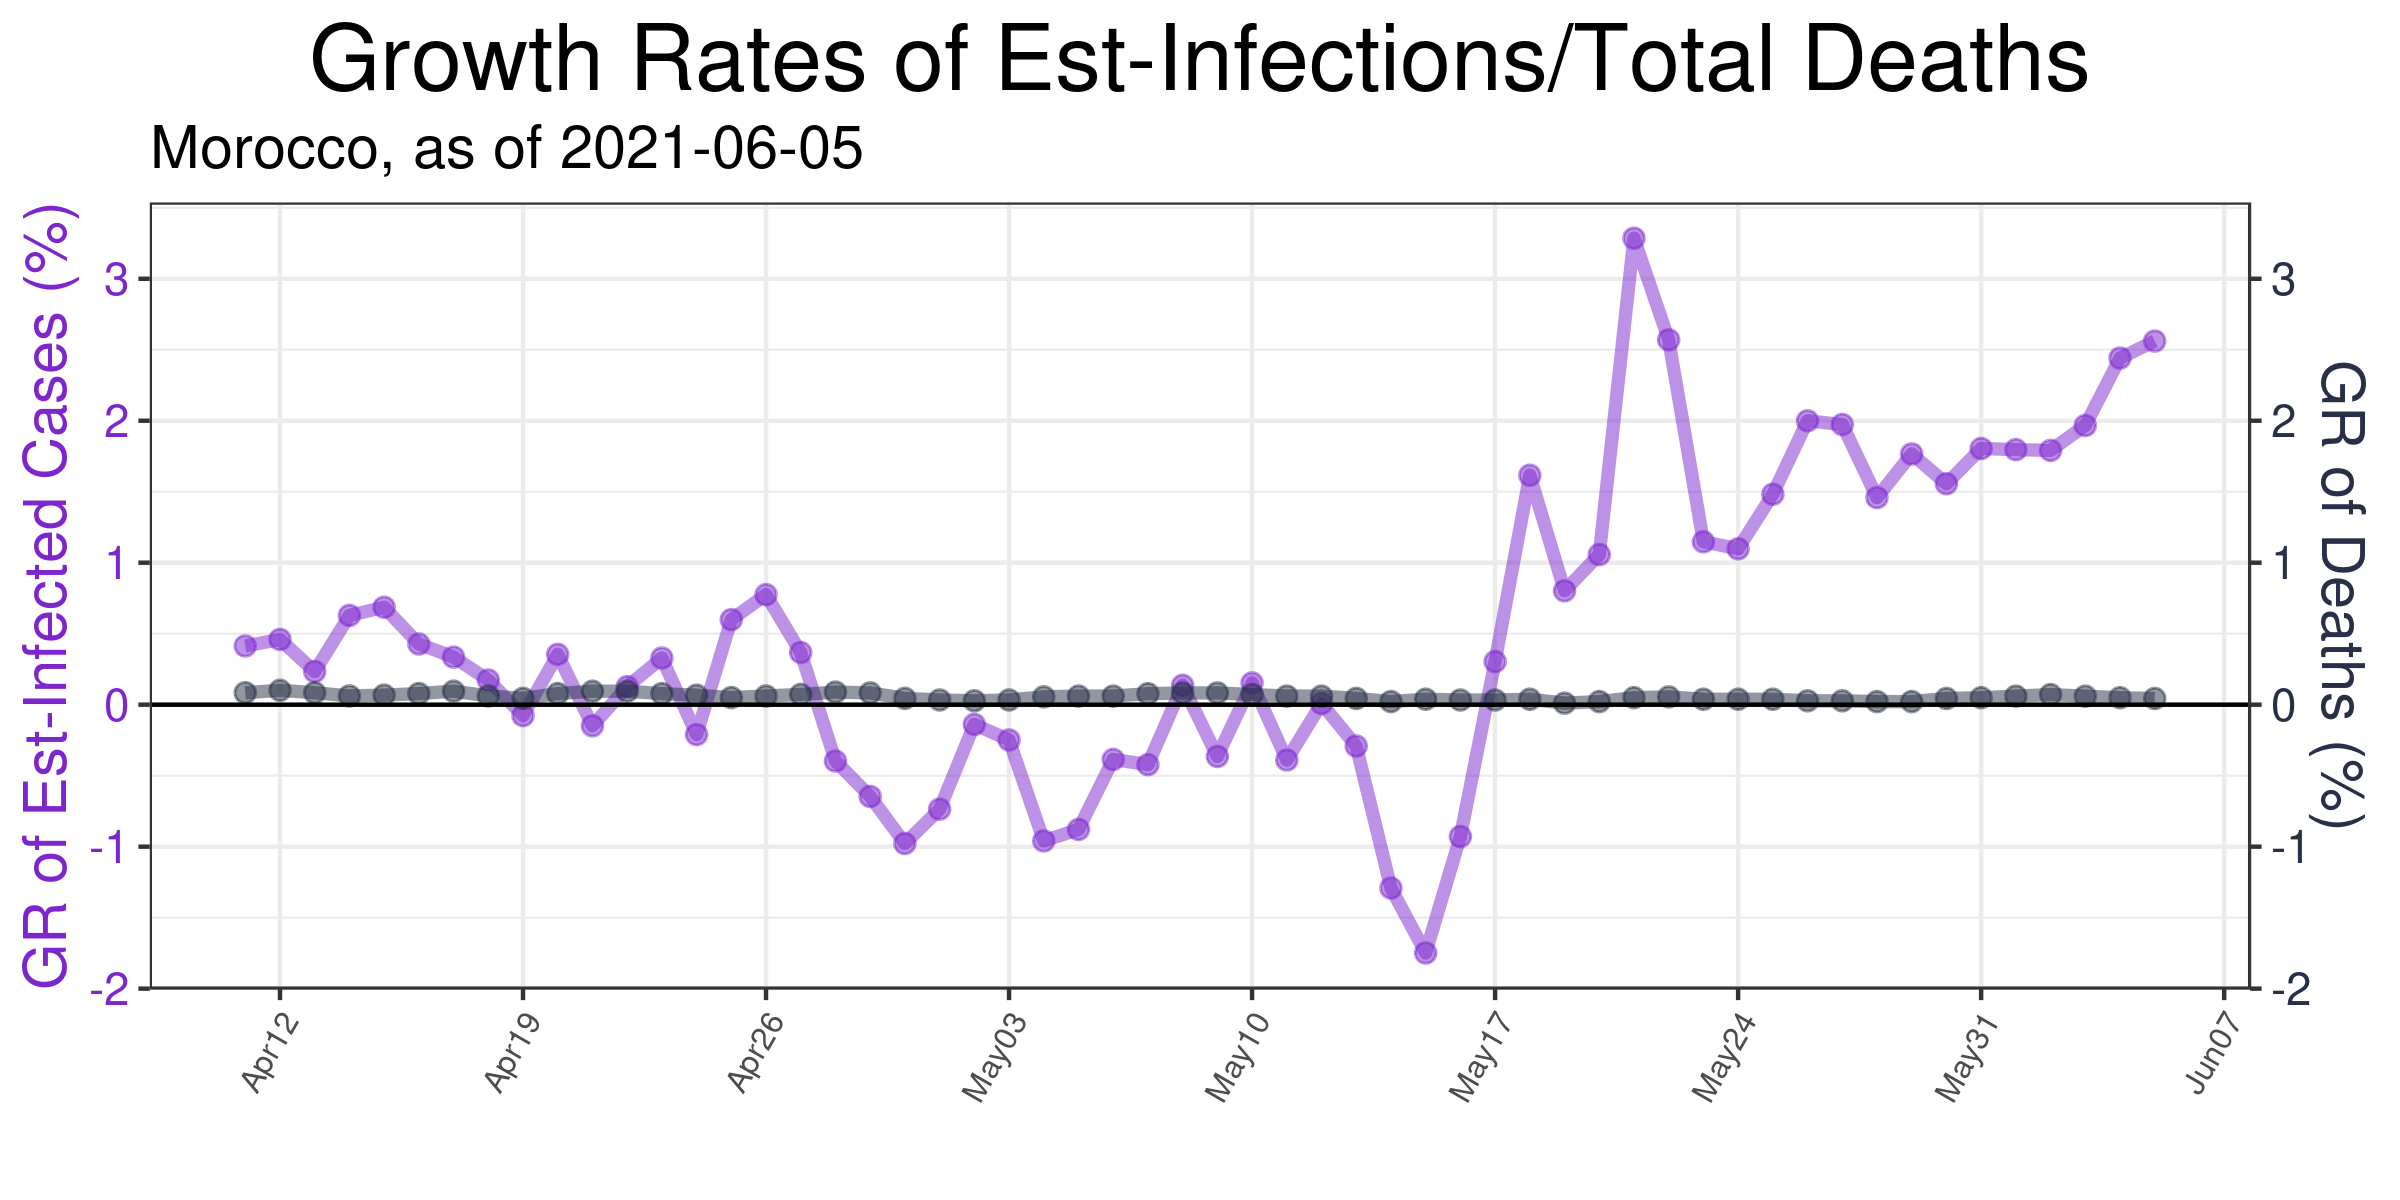 Growth Rates of Est-Infections/Total Deaths
Morocco, as of 2021-06-05
GR of Est-Infected Cases (%)
3
2
1
0
-1
-2
3
2
1
0
-1
-2
GR of Deaths (%)
Apr12
Apr19
Apr26
May03
May10
May17
May24
May31
Jun07